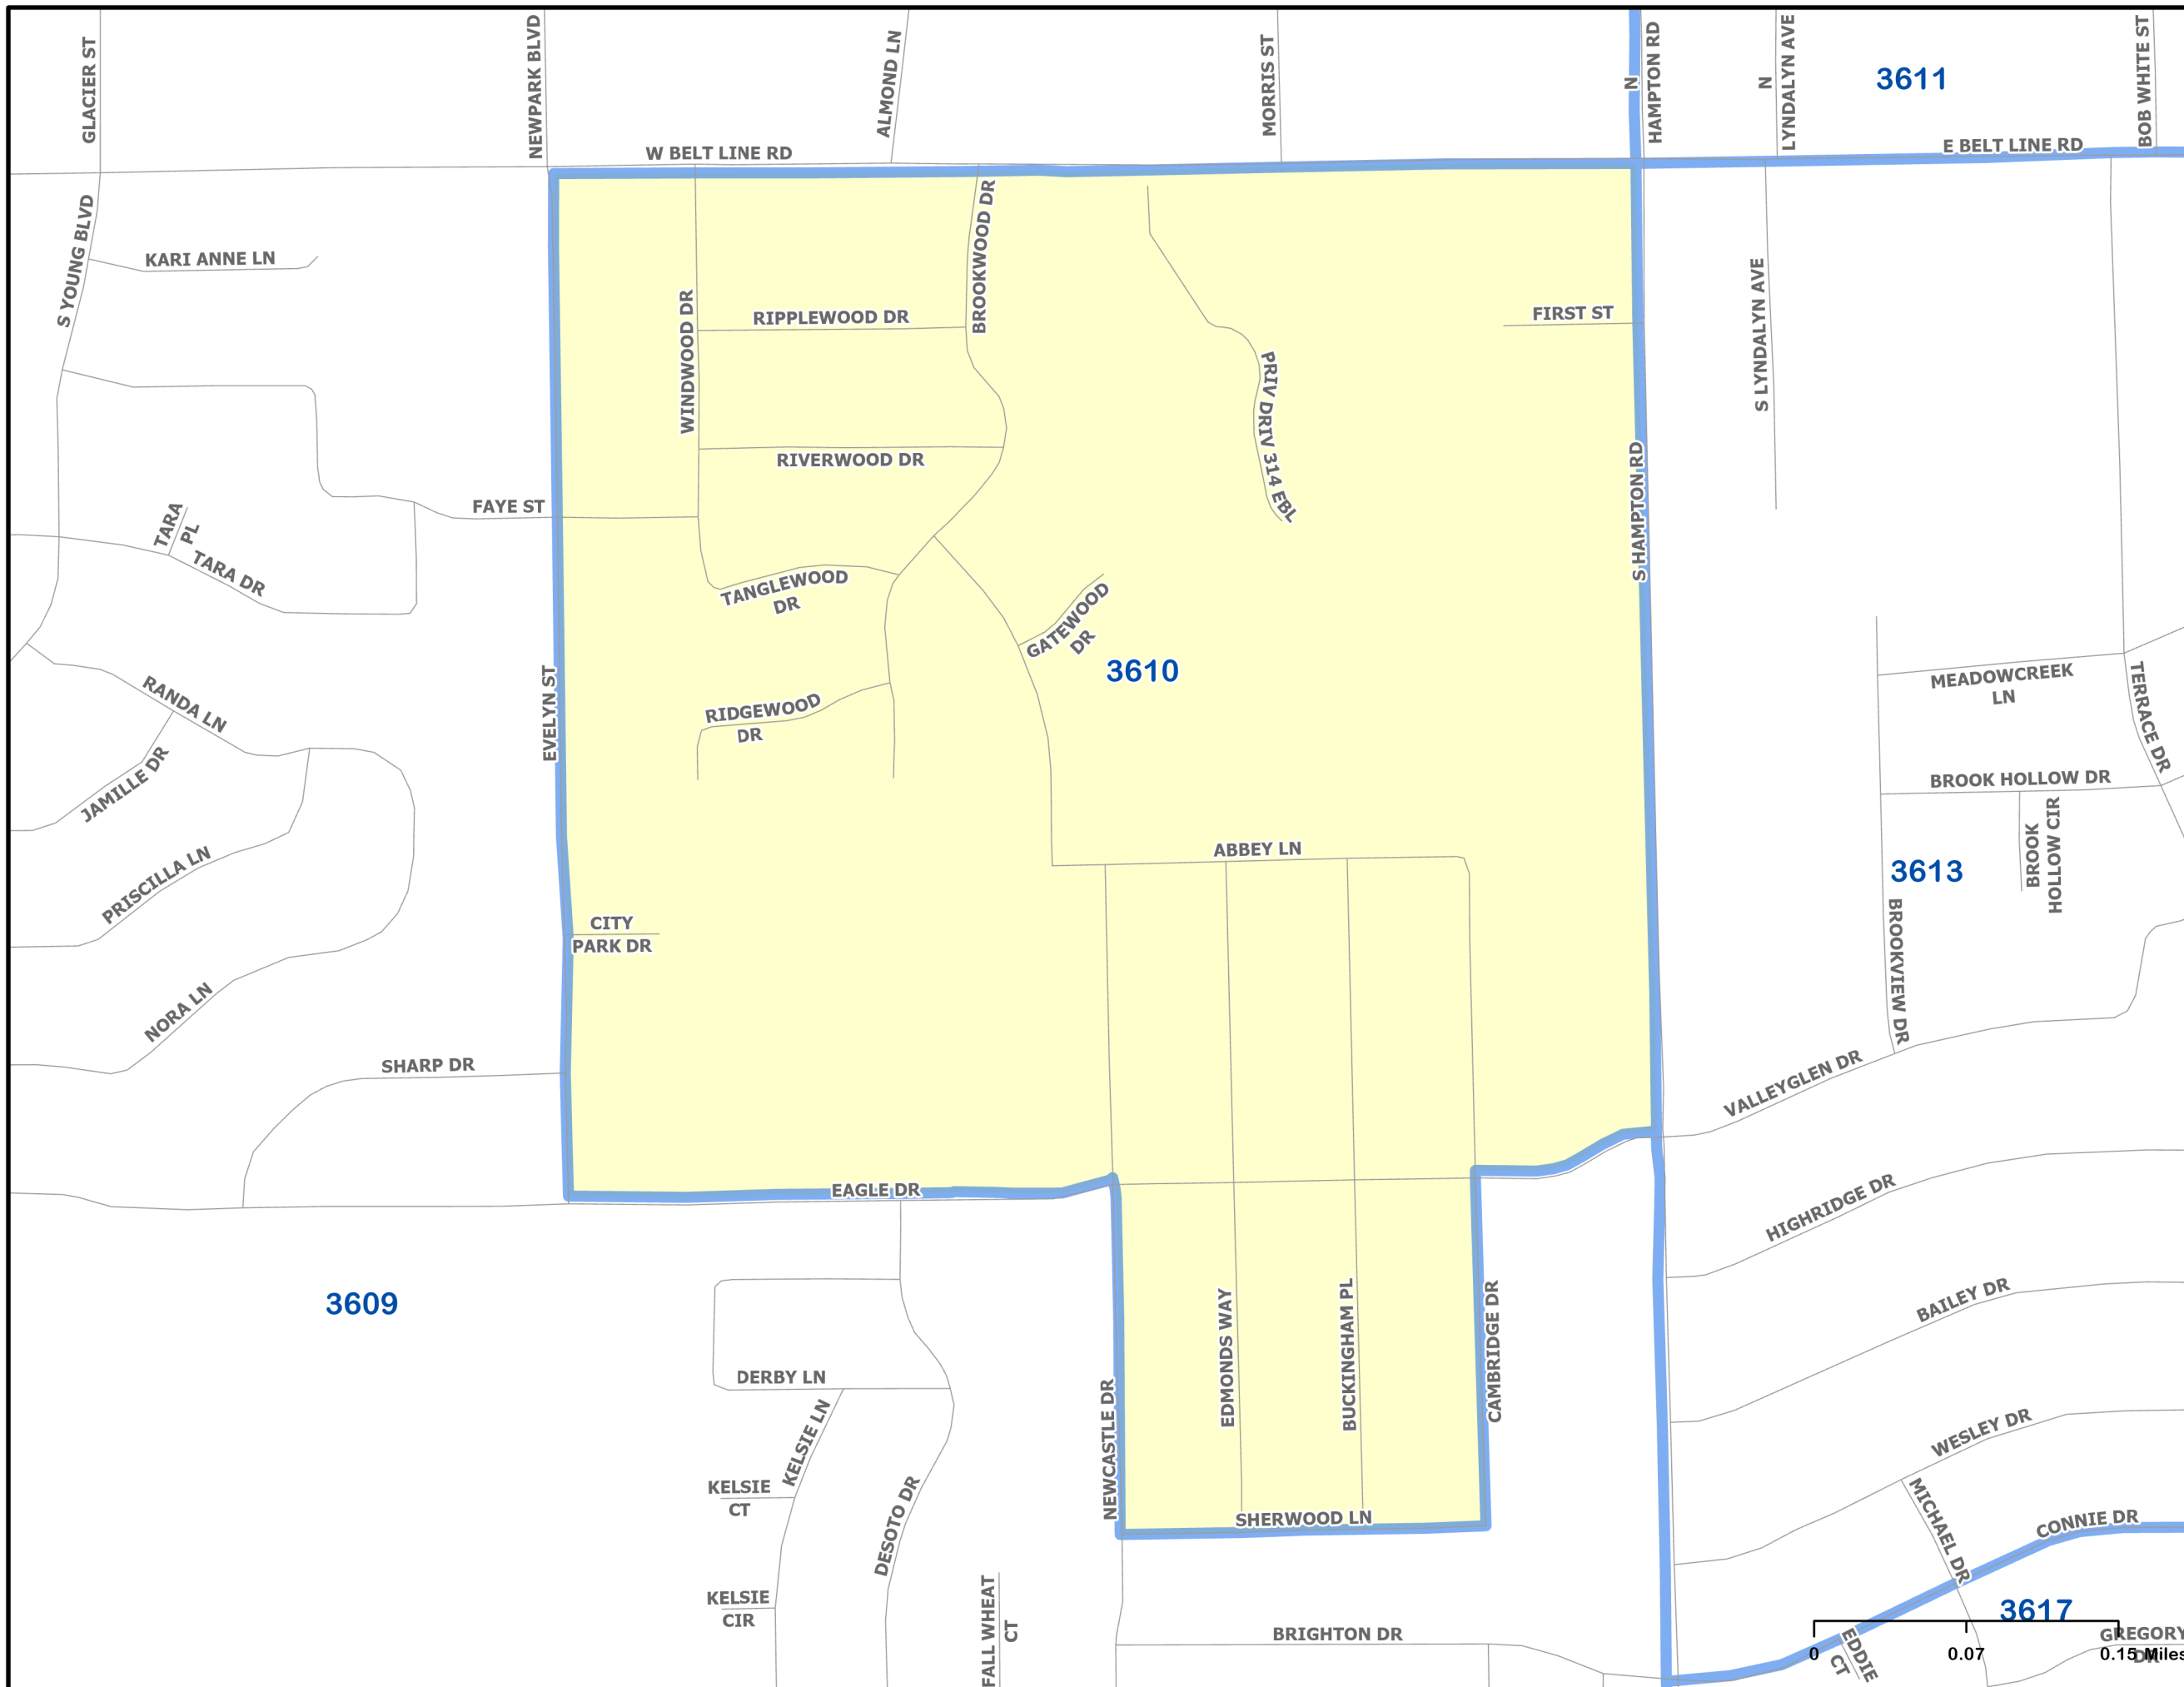 GLACIER ST
NEWPARK BLVD
ALMOND LN
MORRIS ST
N
HAMPTON RD
N
LYNDALYN AVE
3611
BOB WHITE ST
W BELT LINE RD
E BELT LINE RD
S YOUNG BLVD
KARI ANNE LN
WINDWOOD DR
RIPPLEWOOD DR
BROOKWOOD DR
FIRST ST
S LYNDALYN AVE
PRIV DRIV 314 EBL
RIVERWOOD DR
S HAMPTON RD
FAYE ST
TARA
PL
TARA DR
TANGLEWOOD
DR
GATEWOOD
DR
3610
EVELYN ST
RANDA LN
JAMILLE DR
RIDGEWOOD
DR
MEADOWCREEK
LN
TERRACE DR
BROOK HOLLOW DR
BROOK
HOLLOW CIR
3613
BROOKVIEW DR
PRISCILLA LN
ABBEY LN
CITY
PARK DR
NORA LN
SHARP DR
VALLEYGLEN DR
EAGLE DR
HIGHRIDGE DR
3609
BAILEY DR
EDMONDS WAY
BUCKINGHAM PL
CAMBRIDGE DR
NEWCASTLE DR
DERBY LN
KELSIE LN
KELSIE
CT
DESOTO DR
WESLEY DR
MICHAEL DR
CONNIE DR
SHERWOOD LN
KELSIE
CIR
FALL WHEAT
CT
BRIGHTON DR
3617
EDDIE
CT
GREGORY
DR
0 0.07 0.15 Miles